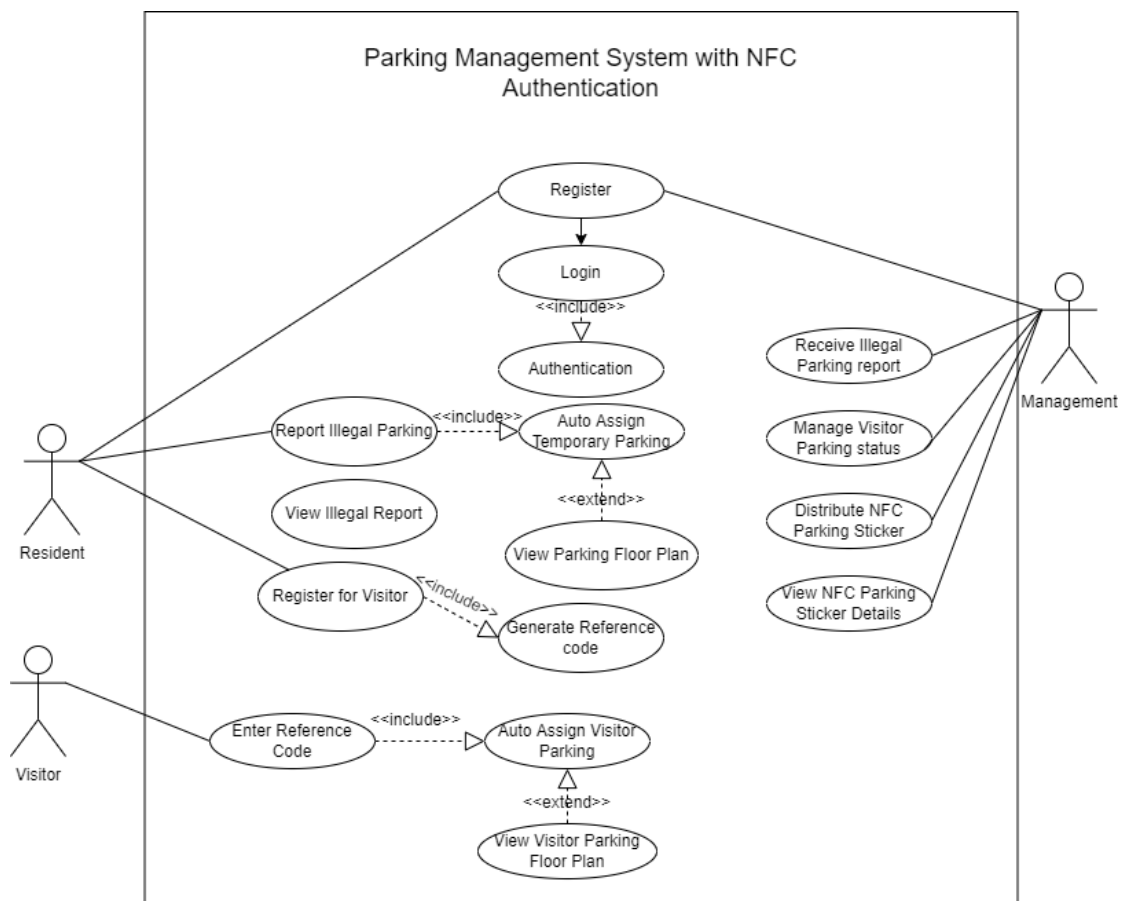 Parking Management System with NFC
Authentication
Register
Login
<<include>>
Authentication
Receive Illegal
Parking report
Management
Report Illegal Parking
<<include>>
Auto Assign
Temporary Parking
Manage Visitor
Parking status
<<extend>>
View Illegal Report
Distribute NFC
Parking Sticker
Resident
View Parking Floor Plan
Register for Visitor
<<include>>
Generate Reference
code
View NFC Parking
Sticker Details
Enter Reference
Code
<<include>>
Auto Assign Visitor
Parking
Visitor
<<extend>>
View Visitor Parking
Floor Plan